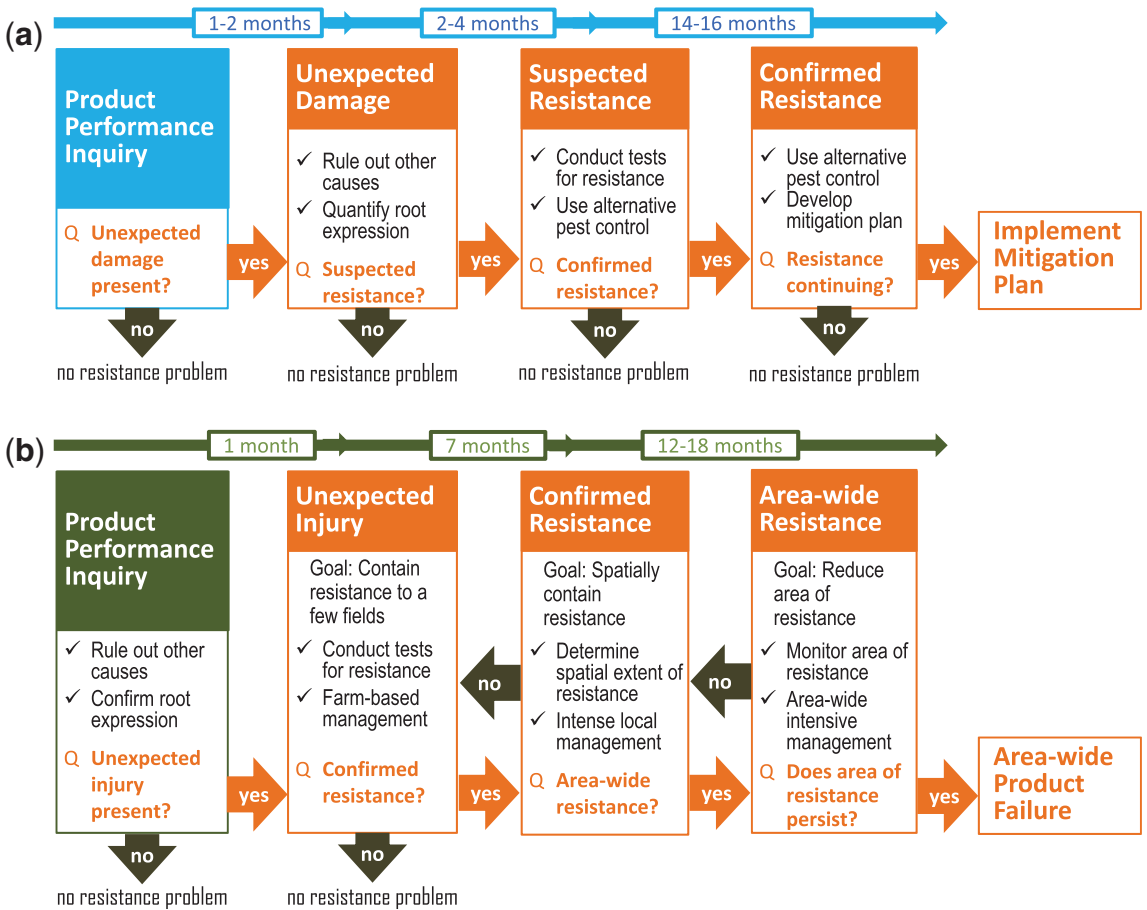 (a)
1-2 months
2-4 months
14-16 months
Product
Performance
Inquiry
Q Unexpected
damage
present?
yes
no
no resistance problem
Unexpected
Damage
✓ Rule out other
causes
✓ Quantify root
expression
Q Suspected
resistance?
yes
no
no resistance problem
Suspected
Resistance
✓ Conduct tests
for resistance
✓ Use alternative
pest control
Q Confirmed
resistance?
yes
no
no resistance problem
Confirmed
Resistance
✓ Use alternative
pest control
✓ Develop
mitigation plan
Q Resistance
continuing?
yes
no
no resistance problem
Implement
Mitigation
Plan
(b)
1 month
7 months
12-18 months
Product
Performance
Inquiry
✓ Rule out other
causes
✓ Confirm root
expression
Q Unexpected
injury
present?
yes
no
no resistance problem
Unexpected
Injury
Goal: Contain
resistance to a
few fields
✓ Conduct tests
for resistance
✓ Farm-based
management
Q Confirmed
resistance?
yes
no
no resistance problem
Confirmed
Resistance
Goal: Spatially
contain
resistance
✓ Determine
spatial extent of
resistance
✓ Intense local
management
Q Area-wide
resistance?
no
yes
Area-wide
Resistance
Goal: Reduce
area of
resistance
✓ Monitor area of
resistance
✓ Area-wide
intensive
management
Q Does area of
resistance
persist?
no
yes
Area-wide
Product
Failure